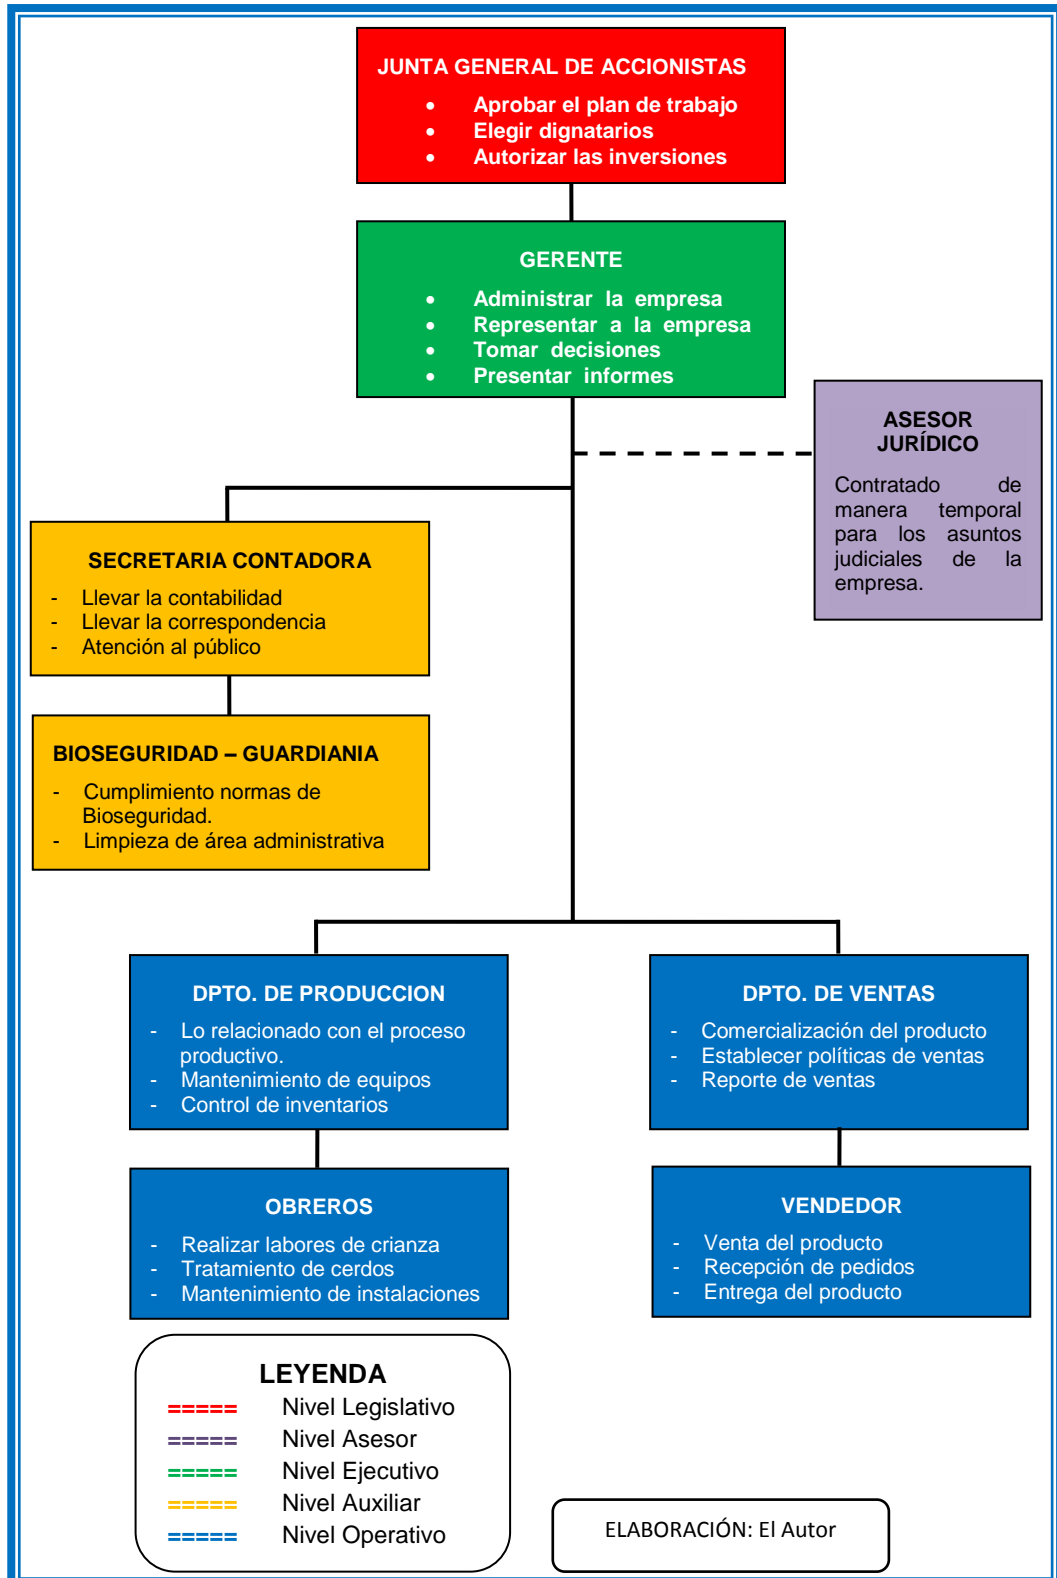 JUNTA GENERAL DE ACCIONISTAS
• Aprobar el plan de trabajo
• Elegir dignatarios
• Autorizar las inversiones
GERENTE
• Administrar la empresa
• Representar a la empresa
• Tomar decisiones
• Presentar informes
ASESOR
JURÍDICO
Contratado de
manera temporal
para los asuntos
judiciales de la
empresa.
SECRETARIA CONTADORA
- Llevar la contabilidad
- Llevar la correspondencia
- Atención al público
BIOSEGURIDAD – GUARDIANIA
- Cumplimiento normas de
Bioseguridad.
- Limpieza de área administrativa
DPTO. DE PRODUCCION
- Lo relacionado con el proceso
productivo.
- Mantenimiento de equipos
- Control de inventarios
DPTO. DE VENTAS
- Comercialización del producto
- Establecer políticas de ventas
- Reporte de ventas
OBREROS
- Realizar labores de crianza
- Tratamiento de cerdos
- Mantenimiento de instalaciones
VENDEDOR
- Venta del producto
- Recepción de pedidos
- Entrega del producto
LEYENDA
===== Nivel Legislativo
===== Nivel Asesor
===== Nivel Ejecutivo
===== Nivel Auxiliar
===== Nivel Operativo
ELABORACIÓN: El Autor